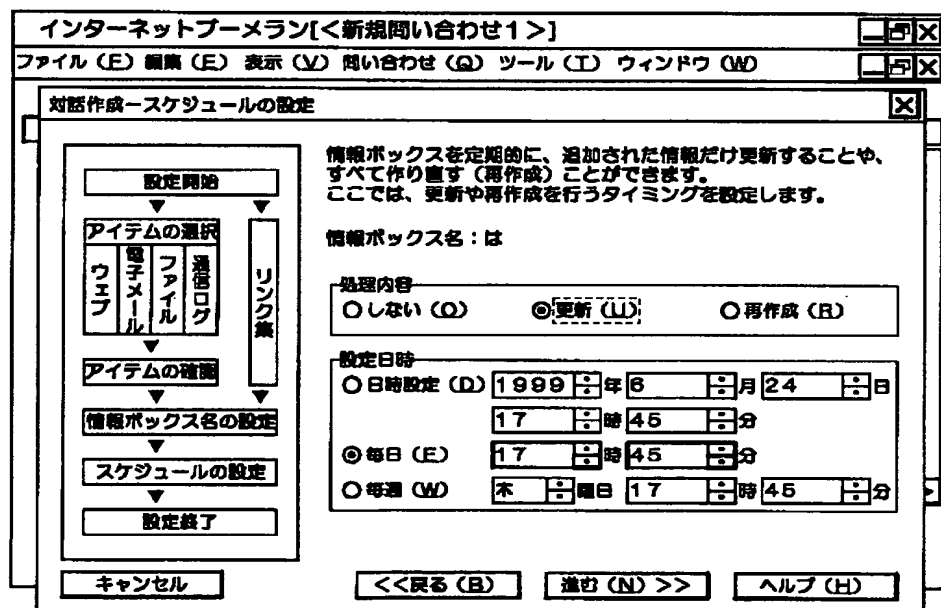 インターネットブーメラン[<新規問い合わせ1>]
ファイル(F) 編集(E) 表示(V)問い合わせ(Q) ツール(T) ウィンドウ(W)
対話作成-スケジュールの設定
設定開始
アイテムの選択
ウェブ
電子メール
ファイル
通信ログ
リンク集
アイテムの確認
情報ボックス名の設定
スケジュールの設定
設定終了
情報ボックスを定期的に、追加された情報だけ更新することや、
すべて作り直す(再作成)ことができます。
ここでは、更新や再作成を行うタイミングを設定します。
情報ボックス名:は
処理内容
しない(O) 更新(U) 再作成(R)
設定日時
日時設定(D) 1999 年 6 月 24 日
17 時 45 分
毎日(E) 17 時 45 分
毎週(W) 木 曜日 17 時 45 分
キャンセル <<戻る(B) 進む(N)>> ヘルプ(H)